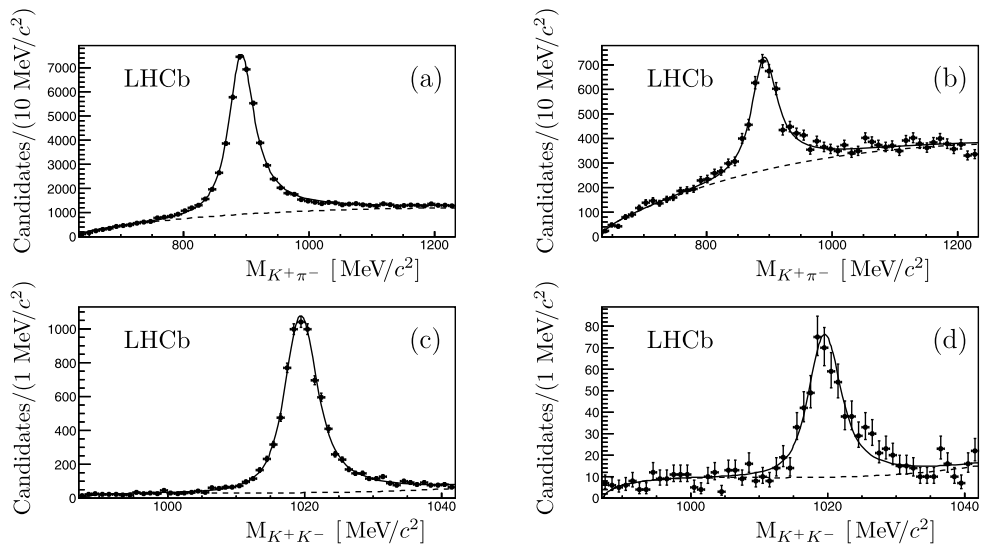 Candidates/(10 MeV/c²)
7000
6000
5000
4000
3000
2000
1000
0
LHCb
(a)
800 1000 1200
M_{K⁺π⁻} [MeV/c²]
Candidates/(10 MeV/c²)
700
600
500
400
300
200
100
0
LHCb
(b)
800 1000 1200
M_{K⁺π⁻} [MeV/c²]
Candidates/(1 MeV/c²)
1000
800
600
400
200
0
LHCb
(c)
1000 1020 1040
M_{K⁺K⁻} [MeV/c²]
Candidates/(1 MeV/c²)
80
70
60
50
40
30
20
10
0
LHCb
(d)
1000 1020 1040
M_{K⁺K⁻} [MeV/c²]